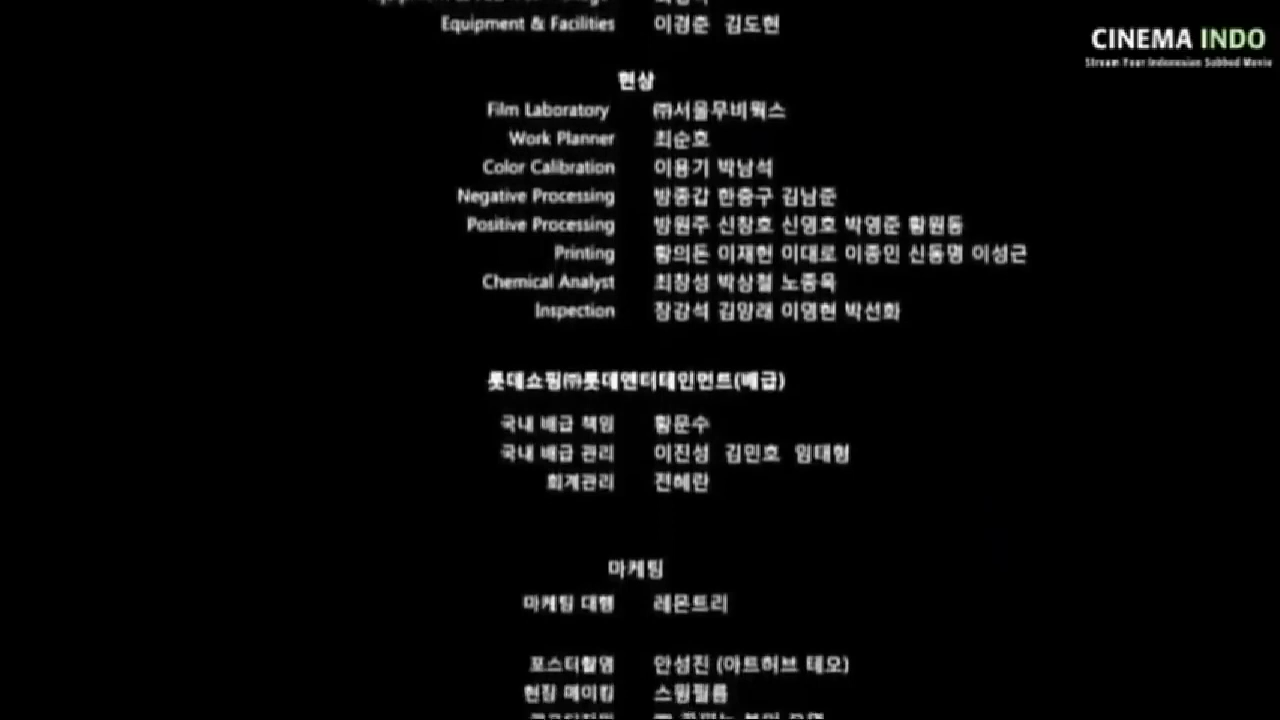 Equipment & Facilities 이경준 김도현
CINEMA INDO
Stream Your Indonesian Subbed Movie
현상
Film Laboratory ㈜서울무비웍스
Work Planner 최순호
Color Calibration 이용기 박남석
Negative Processing 방종갑 한충구 김남준
Positive Processing 방원주 신창호 신영호 박영준 황원동
Printing 황의돈 이재헌 이대로 이종민 신동명 이성근
Chemical Analyst 최창성 박상철 노종욱
Inspection 장강석 김양래 이영현 박선화
롯데쇼핑㈜롯데엔터테인먼트(배급)
국내 배급 책임 황문수
국내 배급 관리 이진성 김민호 임태형
회계관리 전혜란
마케팅
마케팅 대행 레몬트리
포스터촬영 안성진 (아트허브 테오)
현장 메이킹 스윙필름